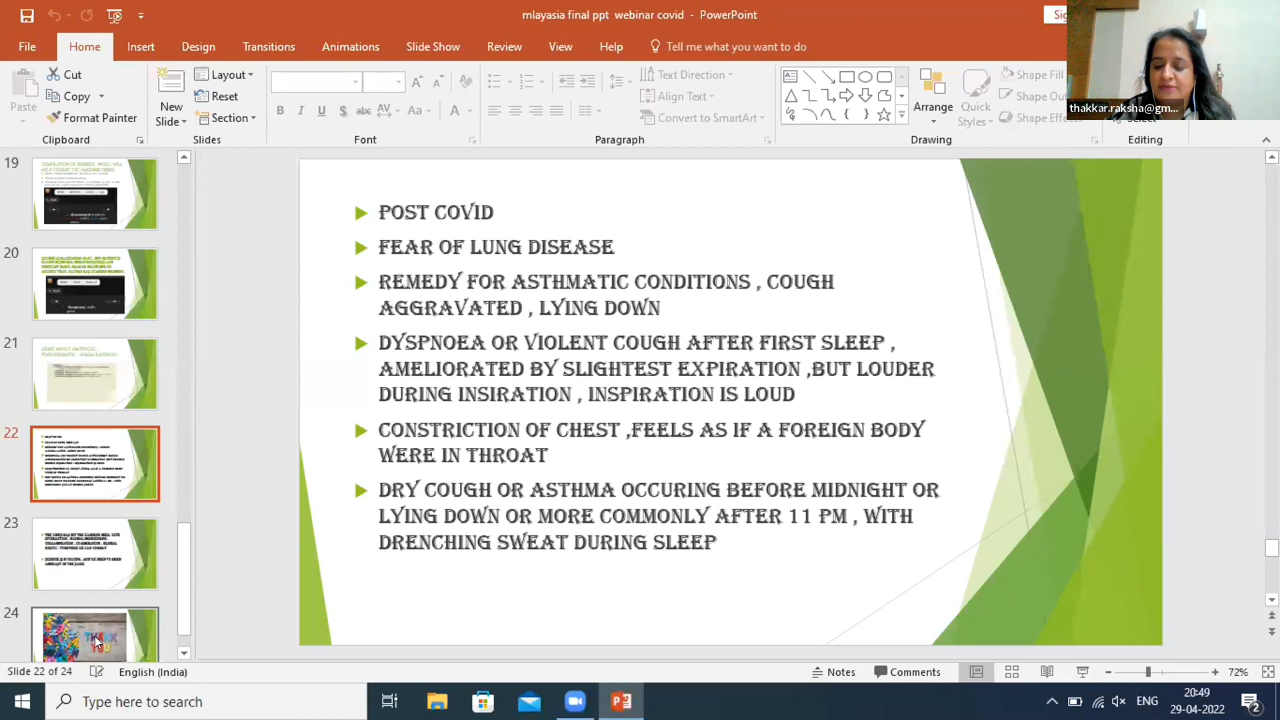 mlayasia final ppt webinar covid - PowerPoint
File Home Insert Design Transitions Animations Slide Show Review View Help Tell me what you want to do
thakkar.raksha@gm...
Paste
Cut
Copy
Format Painter
Clipboard
New Slide
Layout
Reset
Section
Slides
Font
Text Direction
Align Text
Convert to SmartArt
Paragraph
Arrange
Quick Styles
Shape Fill
Shape Out
Shape Effects
Drawing
Select
Editing
19
20
21
22
23
24
THANK YOU
POST COVID
FEAR OF LUNG DISEASE
REMEDY FOR ASTHMATIC CONDITIONS , COUGH
AGGRAVATED , LYING DOWN
DYSPNOEA OR VIOLENT COUGH AFTER FIRST SLEEP ,
AMELIORATED BY SLIGHTEST EXPIRATION ,BUT LOUDER
DURING INSIRATION , INSPIRATION IS LOUD
CONSTRICTION OF CHEST ,FEELS AS IF A FOREIGN BODY
WERE IN THROAT
DRY COUGH OR ASTHMA OCCURING BEFORE MIDNIGHT OR
LYING DOWN OR MORE COMMONLY AFTER 11 PM , WITH
DRENCHING SWEAT DURING SLEEP
Slide 22 of 24 English (India) Notes Comments 72%
Type here to search
ENG
20:49
29-04-2022
2